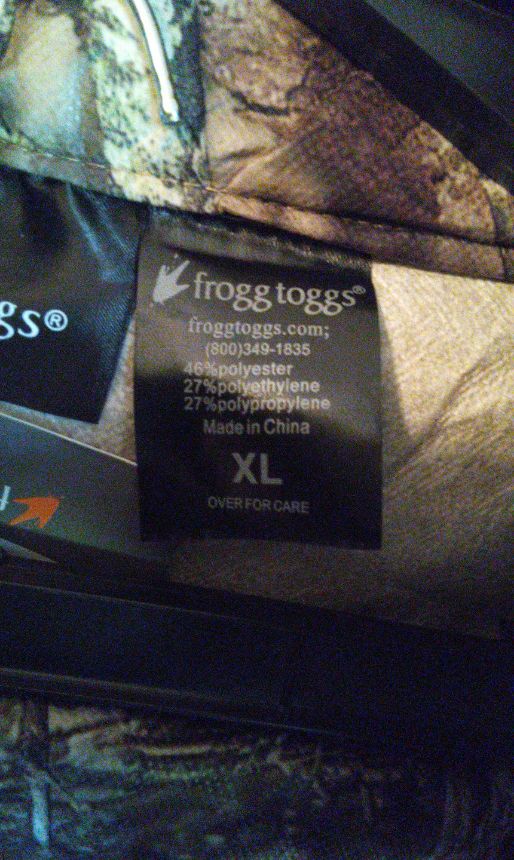 frogg toggs®
froggtoggs.com;
(800)349-1835
46%polyester
27%polyethylene
27%polypropylene
Made in China
XL
OVER FOR CARE
gs®